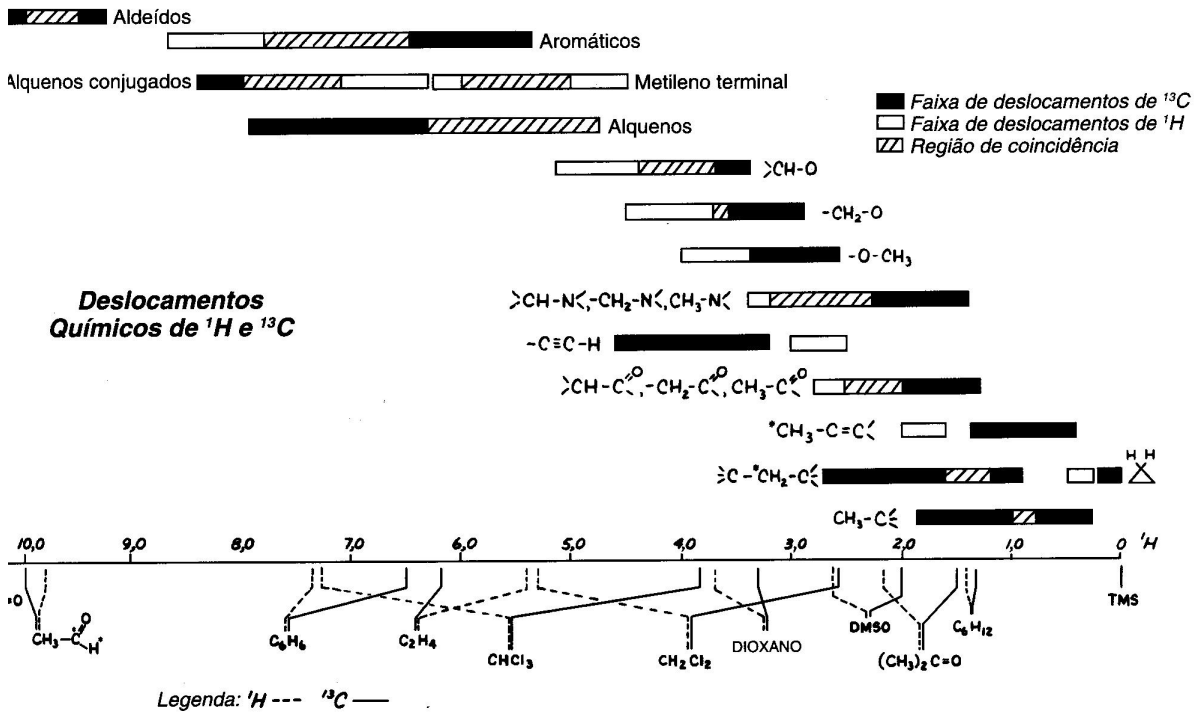 Aldeídos
Aromáticos
Alquenos conjugados
Metileno terminal
Alquenos
Faixa de deslocamentos de ¹³C
Faixa de deslocamentos de ¹H
Região de coincidência
>CH-O
-CH₂-O
-O-CH₃
Deslocamentos
Químicos de ¹H e ¹³C
>CH-N<, -CH₂-N<, CH₃-N<
-C≡C-H
>CH-C=O, -CH₂-C=O, CH₃-C=O
*CH₃-C=C<
H H
C-*CH₂-C
CH₃-C
10,0 9,0 8,0 7,0 6,0 5,0 4,0 3,0 2,0 1,0 0 ¹H
TMS
=O
CH₃-C=O H*
C₆H₆
C₂H₄
CHCl₃
CH₂Cl₂
DIOXANO
DMSO
(CH₃)₂C=O
C₆H₁₂
Legenda: ¹H --- ¹³C —